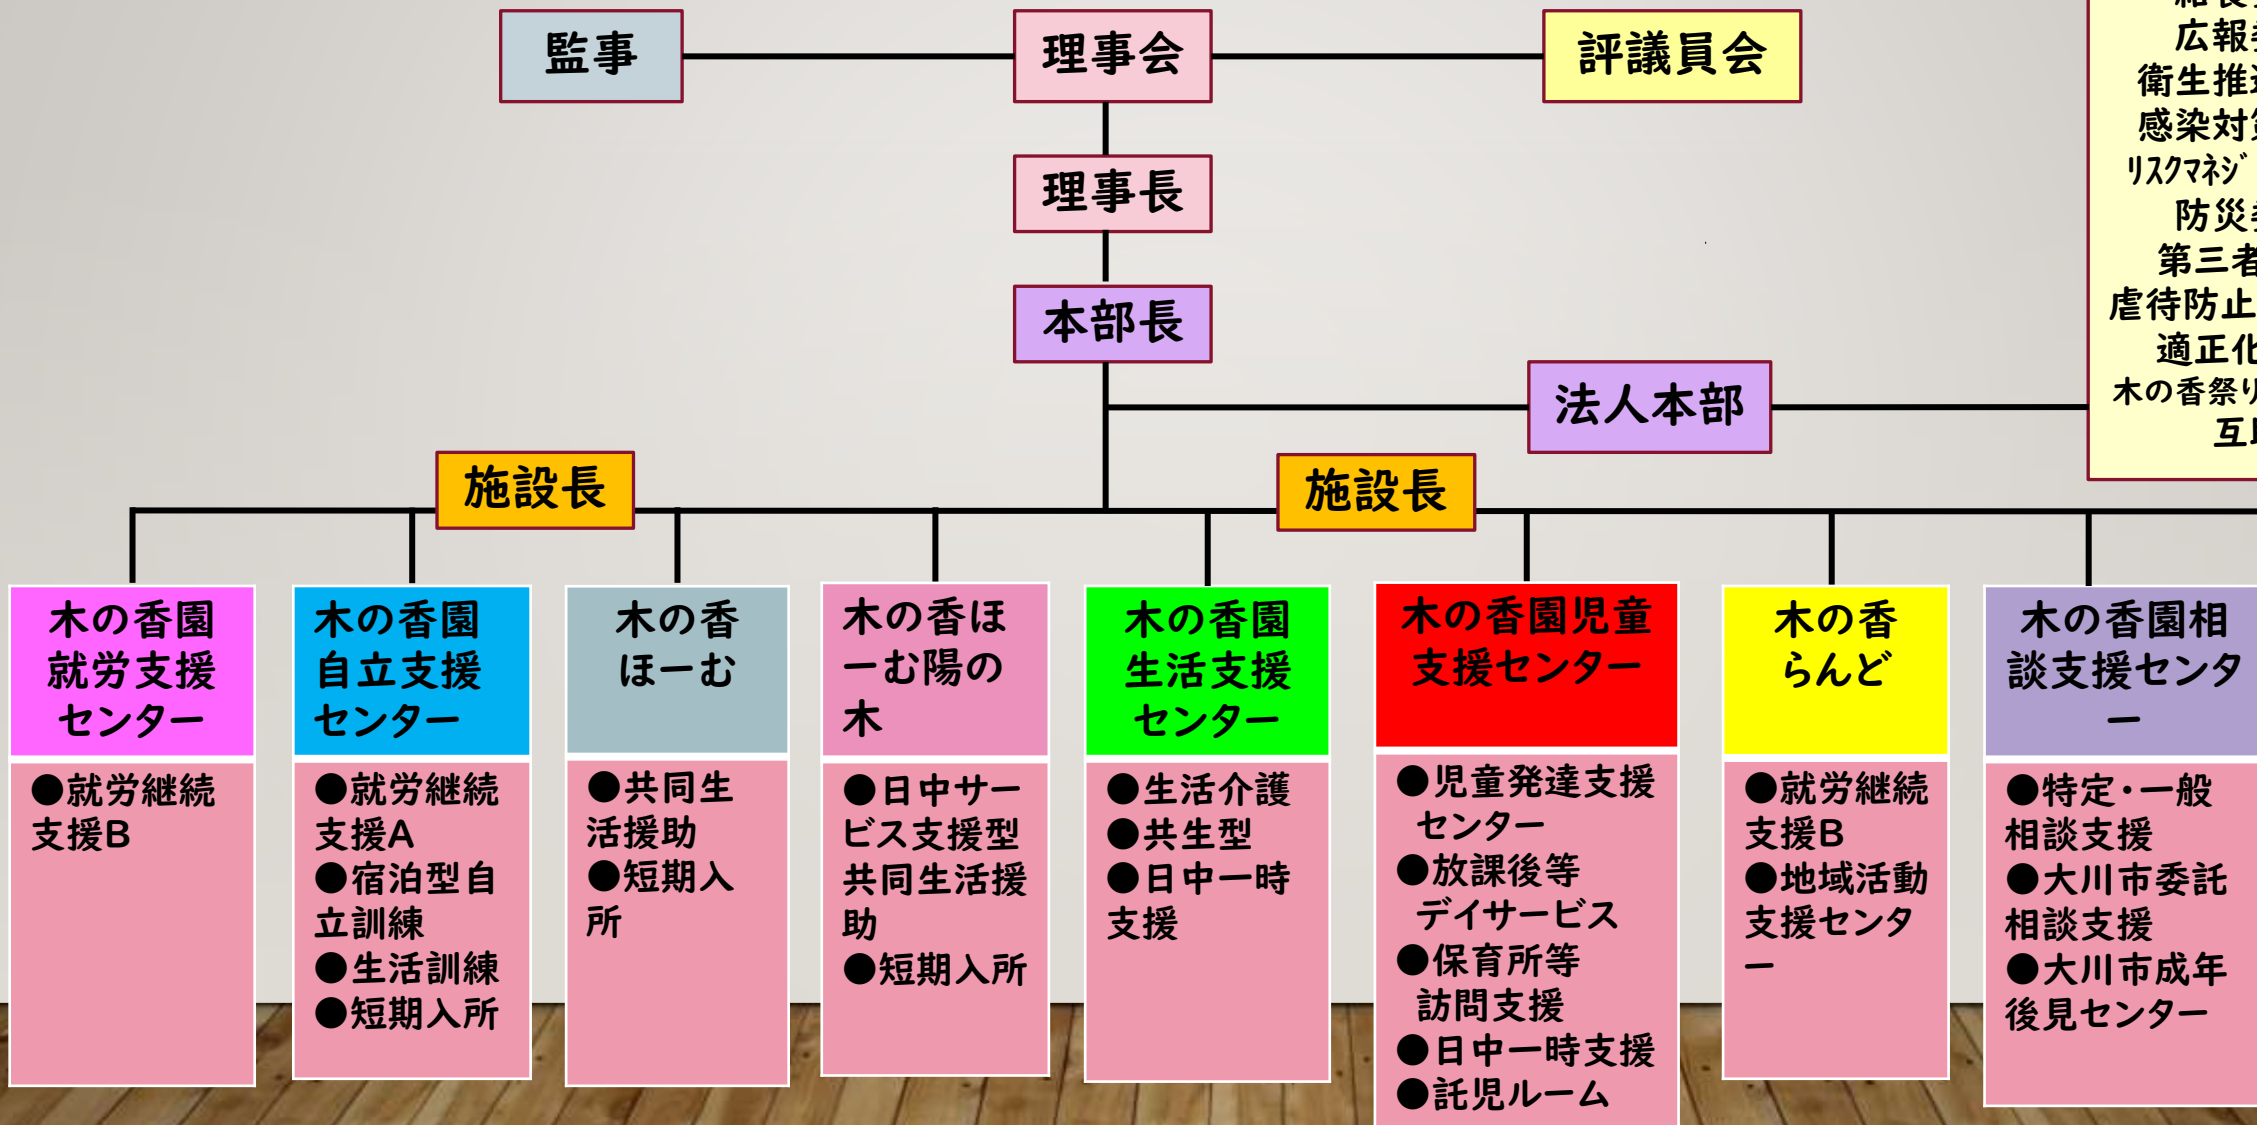 監事
理事会
評議員会
理事長
本部長
法人本部
広報
衛生推進
感染対策
リスクマネジ
防災
第三者
虐待防止
適正化
木の香祭り
互助
施設長
施設長
木の香園
就労支援
センター
●就労継続
支援B
木の香園
自立支援
センター
●就労継続
支援A
●宿泊型自
立訓練
●生活訓練
●短期入所
木の香
ほーむ
●共同生
活援助
●短期入
所
木の香ほ
ーむ陽の
木
●日中サー
ビス支援型
共同生活援
助
●短期入所
木の香園
生活支援
センター
●生活介護
●共生型
●日中一時
支援
木の香園児童
支援センター
●児童発達支援
センター
●放課後等
デイサービス
●保育所等
訪問支援
●日中一時支援
●託児ルーム
木の香
らんど
●就労継続
支援B
●地域活動
支援センタ
ー
木の香園相
談支援センタ
ー
●特定・一般
相談支援
●大川市委託
相談支援
●大川市成年
後見センター